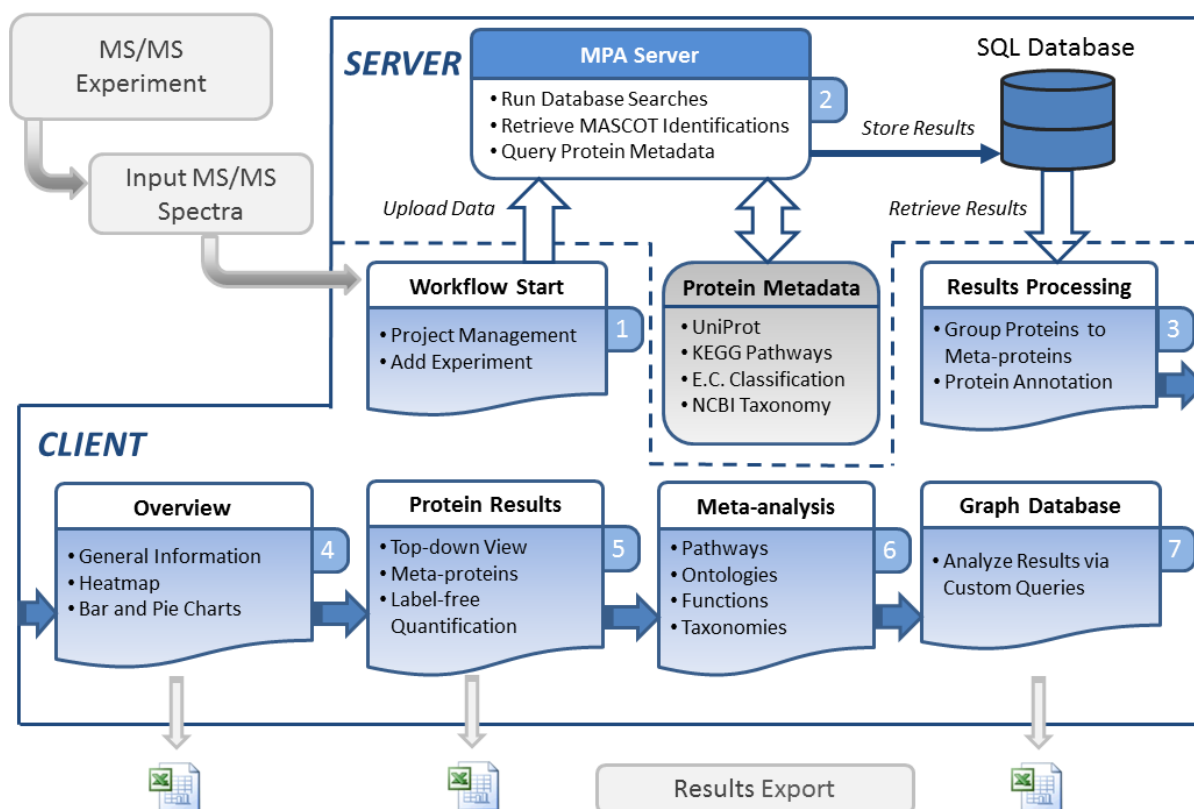 MS/MS
Experiment
Input MS/MS
Spectra
SERVER
MPA Server
• Run Database Searches
• Retrieve MASCOT Identifications
• Query Protein Metadata
2
SQL Database
Store Results
Upload Data
Retrieve Results
Workflow Start
• Project Management
• Add Experiment
1
Protein Metadata
• UniProt
• KEGG Pathways
• E.C. Classification
• NCBI Taxonomy
Results Processing
• Group Proteins to
Meta-proteins
• Protein Annotation
3
CLIENT
Overview
• General Information
• Heatmap
• Bar and Pie Charts
4
Protein Results
• Top-down View
• Meta-proteins
• Label-free
Quantification
5
Meta-analysis
• Pathways
• Ontologies
• Functions
• Taxonomies
6
Graph Database
• Analyze Results via
Custom Queries
7
Results Export